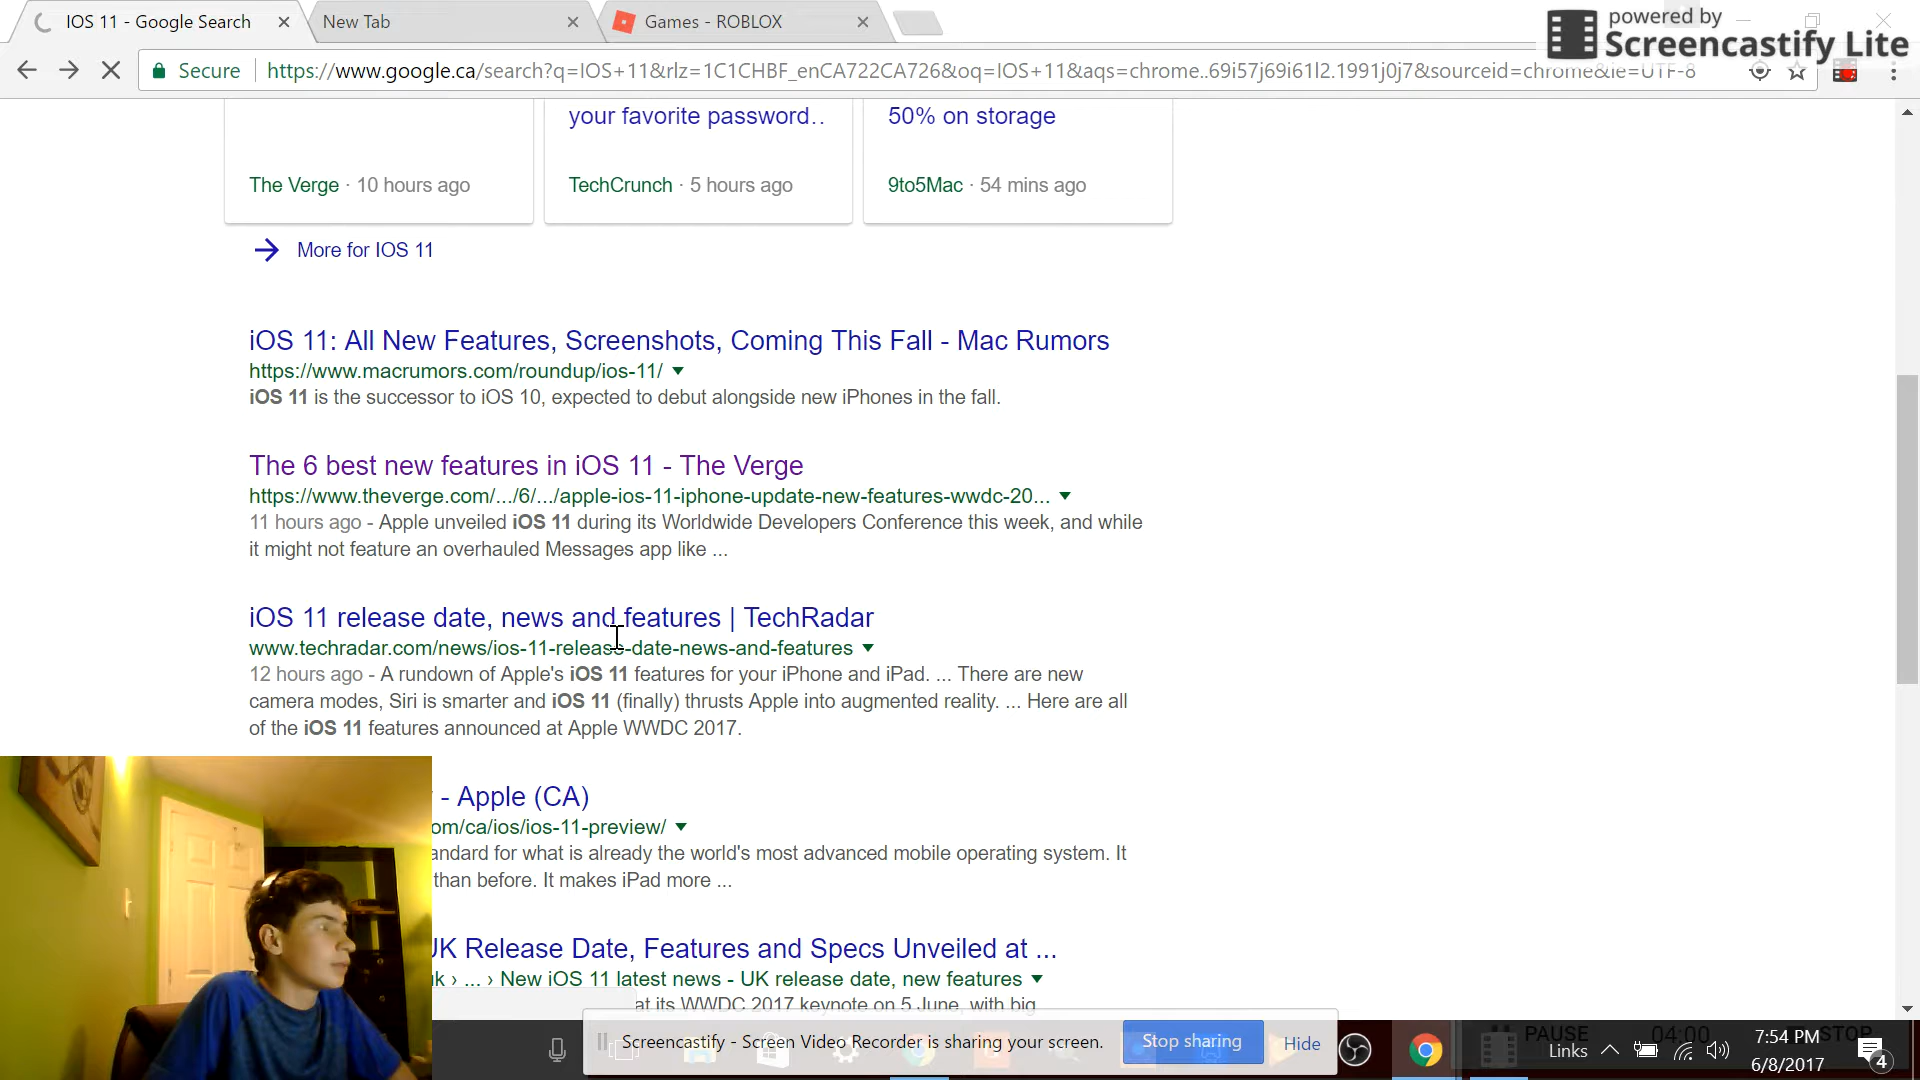 IOS 11 - Google Search
New Tab
Games - ROBLOX
powered by
Screencastify Lite
Secure
https://www.google.ca/search?q=IOS+11&rlz=1C1CHBF_enCA722CA726&oq=IOS+11&aqs=chrome..69i57j69i61l2.1991j0j7&sourceid=chrome&ie=UTF-8
your favorite password..
50% on storage
The Verge · 10 hours ago
TechCrunch · 5 hours ago
9to5Mac · 54 mins ago
More for IOS 11
iOS 11: All New Features, Screenshots, Coming This Fall - Mac Rumors
https://www.macrumors.com/roundup/ios-11/
iOS 11 is the successor to iOS 10, expected to debut alongside new iPhones in the fall.
The 6 best new features in iOS 11 - The Verge
https://www.theverge.com/.../6/.../apple-ios-11-iphone-update-new-features-wwdc-20...
11 hours ago - Apple unveiled iOS 11 during its Worldwide Developers Conference this week, and while
it might not feature an overhauled Messages app like ...
iOS 11 release date, news and features | TechRadar
www.techradar.com/news/ios-11-release-date-news-and-features
12 hours ago - A rundown of Apple's iOS 11 features for your iPhone and iPad. ... There are new
camera modes, Siri is smarter and iOS 11 (finally) thrusts Apple into augmented reality. ... Here are all
of the iOS 11 features announced at Apple WWDC 2017.
- Apple (CA)
om/ca/ios/ios-11-preview/
andard for what is already the world's most advanced mobile operating system. It
than before. It makes iPad more ...
UK Release Date, Features and Specs Unveiled at ...
k › ... › New iOS 11 latest news - UK release date, new features
at its WWDC 2017 keynote on 5 June, with big
Screencastify - Screen Video Recorder is sharing your screen.
Stop sharing
Hide
PAUSE
04:00
STOP
Links
7:54 PM
6/8/2017
4